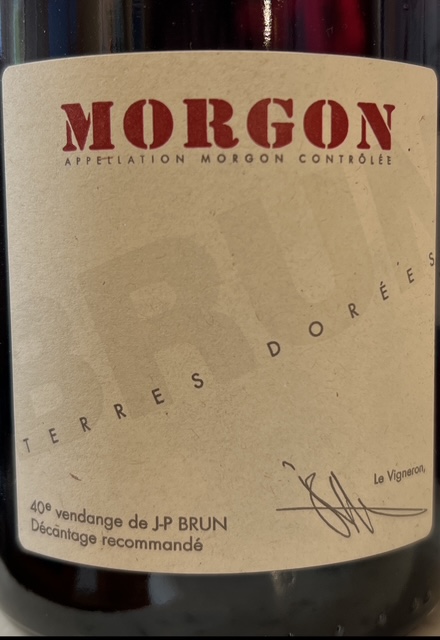 MORGON
APPELLATION MORGON CONTRÔLÉE
BRUN
TERRES DORÉES
Le Vigneron,
40e vendange de J-P BRUN
Décantage recommandé